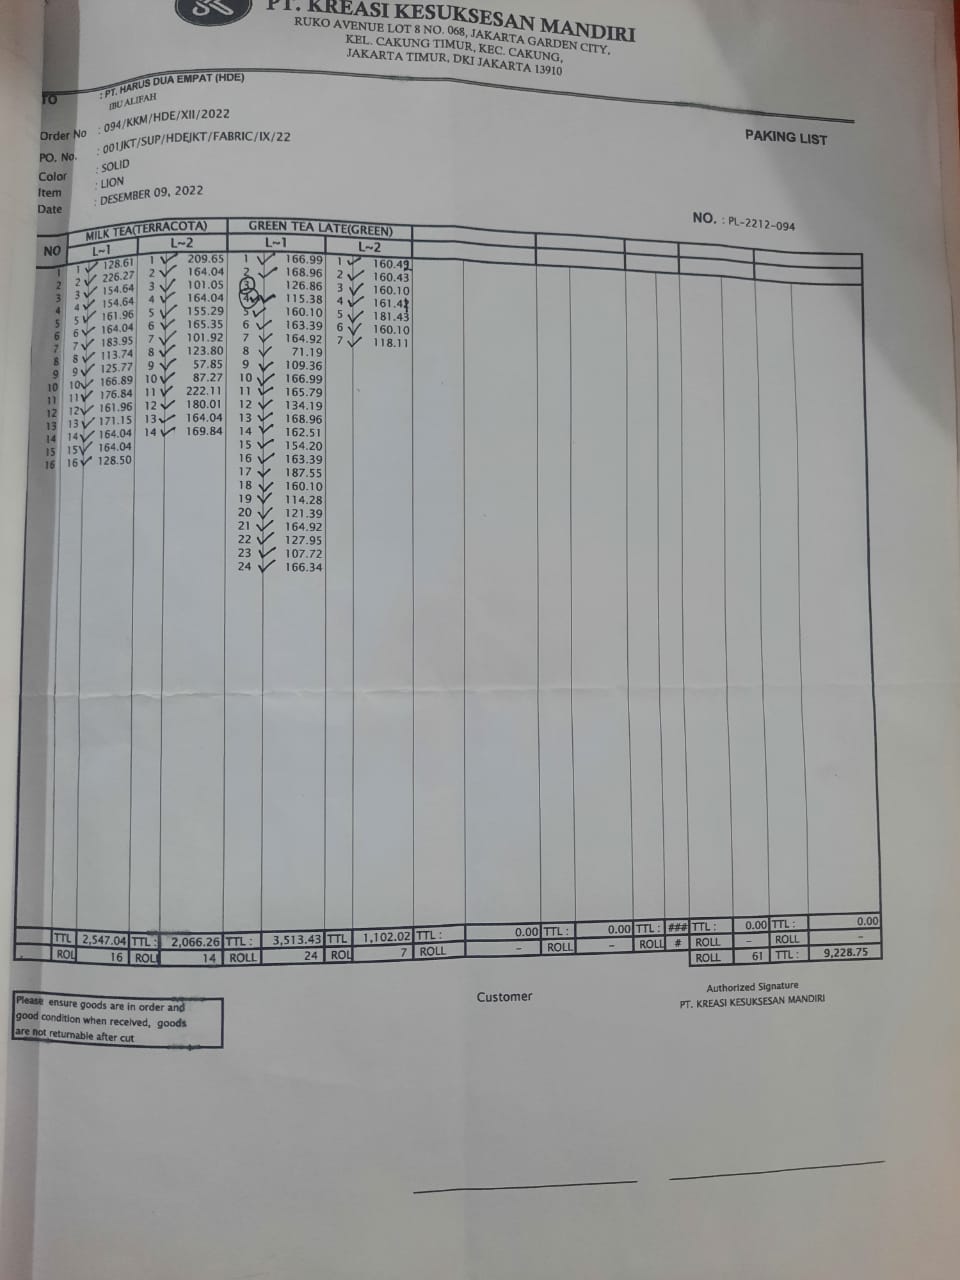 PT. KREASI KESUKSESAN MANDIRI
RUKO AVENUE LOT 8 NO. 068, JAKARTA GARDEN CITY,
KEL. CAKUNG TIMUR, KEC. CAKUNG,
JAKARTA TIMUR, DKI JAKARTA 13910
TO : PT. HARUS DUA EMPAT (HDE)
IBU ALIFAH
Order No : 094/KKM/HDE/XII/2022
PO. No. : 001JKT/SUP/HDEJKT/FABRIC/IX/22
Color : SOLID
Item : LION
Date : DESEMBER 09, 2022
PAKING LIST
NO. : PL-2212-094
NO MILK TEA(TERRACOTA) GREEN TEA LATE(GREEN)
L~1 L~2 L~1 L~2
1 1 128.61 1 209.65 1 166.99 1 160.49
2 2 226.27 2 164.04 2 168.96 2 160.43
3 3 154.64 3 101.05 3 126.86 3 160.10
4 4 154.64 4 164.04 4 115.38 4 161.42
5 5 161.96 5 155.29 5 160.10 5 181.43
6 6 164.04 6 165.35 6 163.39 6 160.10
7 7 183.95 7 101.92 7 164.92 7 118.11
8 8 113.74 8 123.80 8 71.19
9 9 125.77 9 57.85 9 109.36
10 10 166.89 10 87.27 10 166.99
11 11 176.84 11 222.11 11 165.79
12 12 161.96 12 180.01 12 134.19
13 13 171.15 13 164.04 13 168.96
14 14 164.04 14 169.84 14 162.51
15 15 164.04 15 154.20
16 16 128.50 16 163.39
17 187.55
18 160.10
19 114.28
20 121.39
21 164.92
22 127.95
23 107.72
24 166.34
TTL 2,547.04 TTL : 2,066.26 TTL : 3,513.43 TTL 1,102.02 TTL : 0.00 TTL : 0.00 TTL : ### TTL : 0.00 TTL : 0.00
ROL 16 ROLL 14 ROLL 24 ROL 7 ROLL - ROLL - ROLL # ROLL - ROLL -
ROLL 61 TTL : 9,228.75
Please ensure goods are in order and
good condition when received, goods
are not returnable after cut
Customer
Authorized Signature
PT. KREASI KESUKSESAN MANDIRI